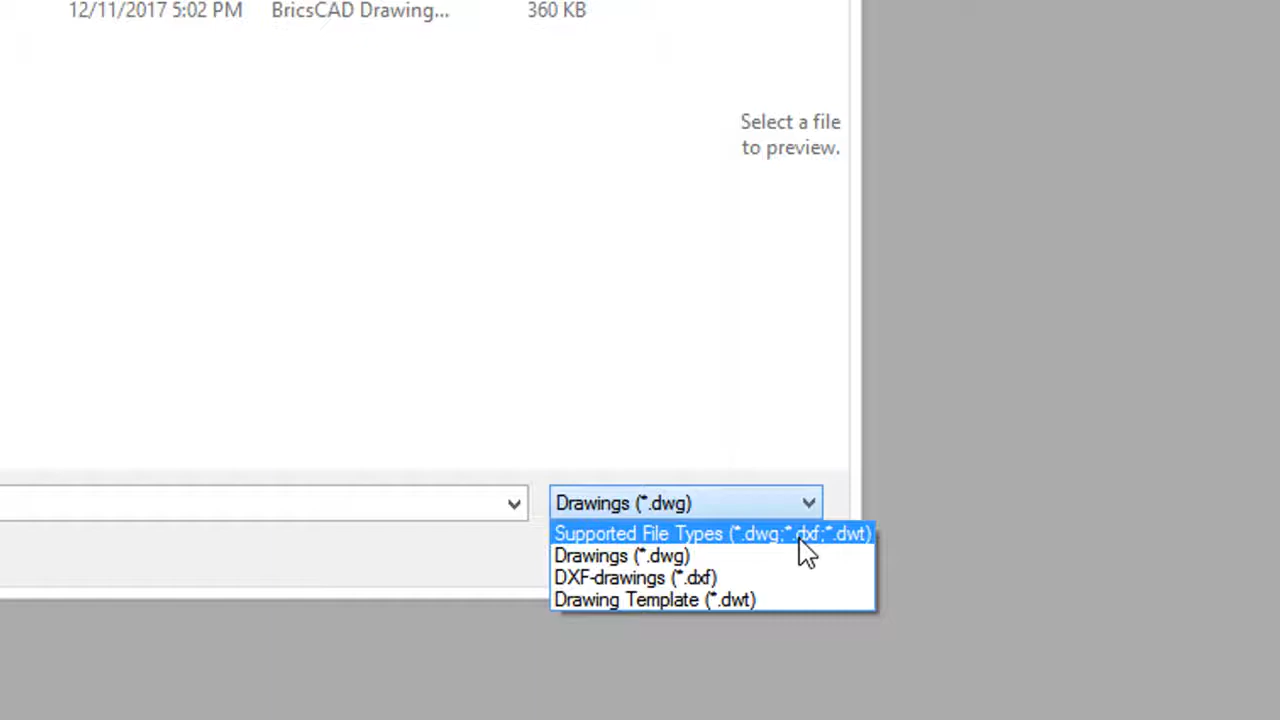 12/11/2017 5:02 PM BricsCAD Drawing... 360 KB
Select a file
to preview.
Drawings (*.dwg)
Supported File Types (*.dwg;*.dxf;*.dwt)
Drawings (*.dwg)
DXF-drawings (*.dxf)
Drawing Template (*.dwt)